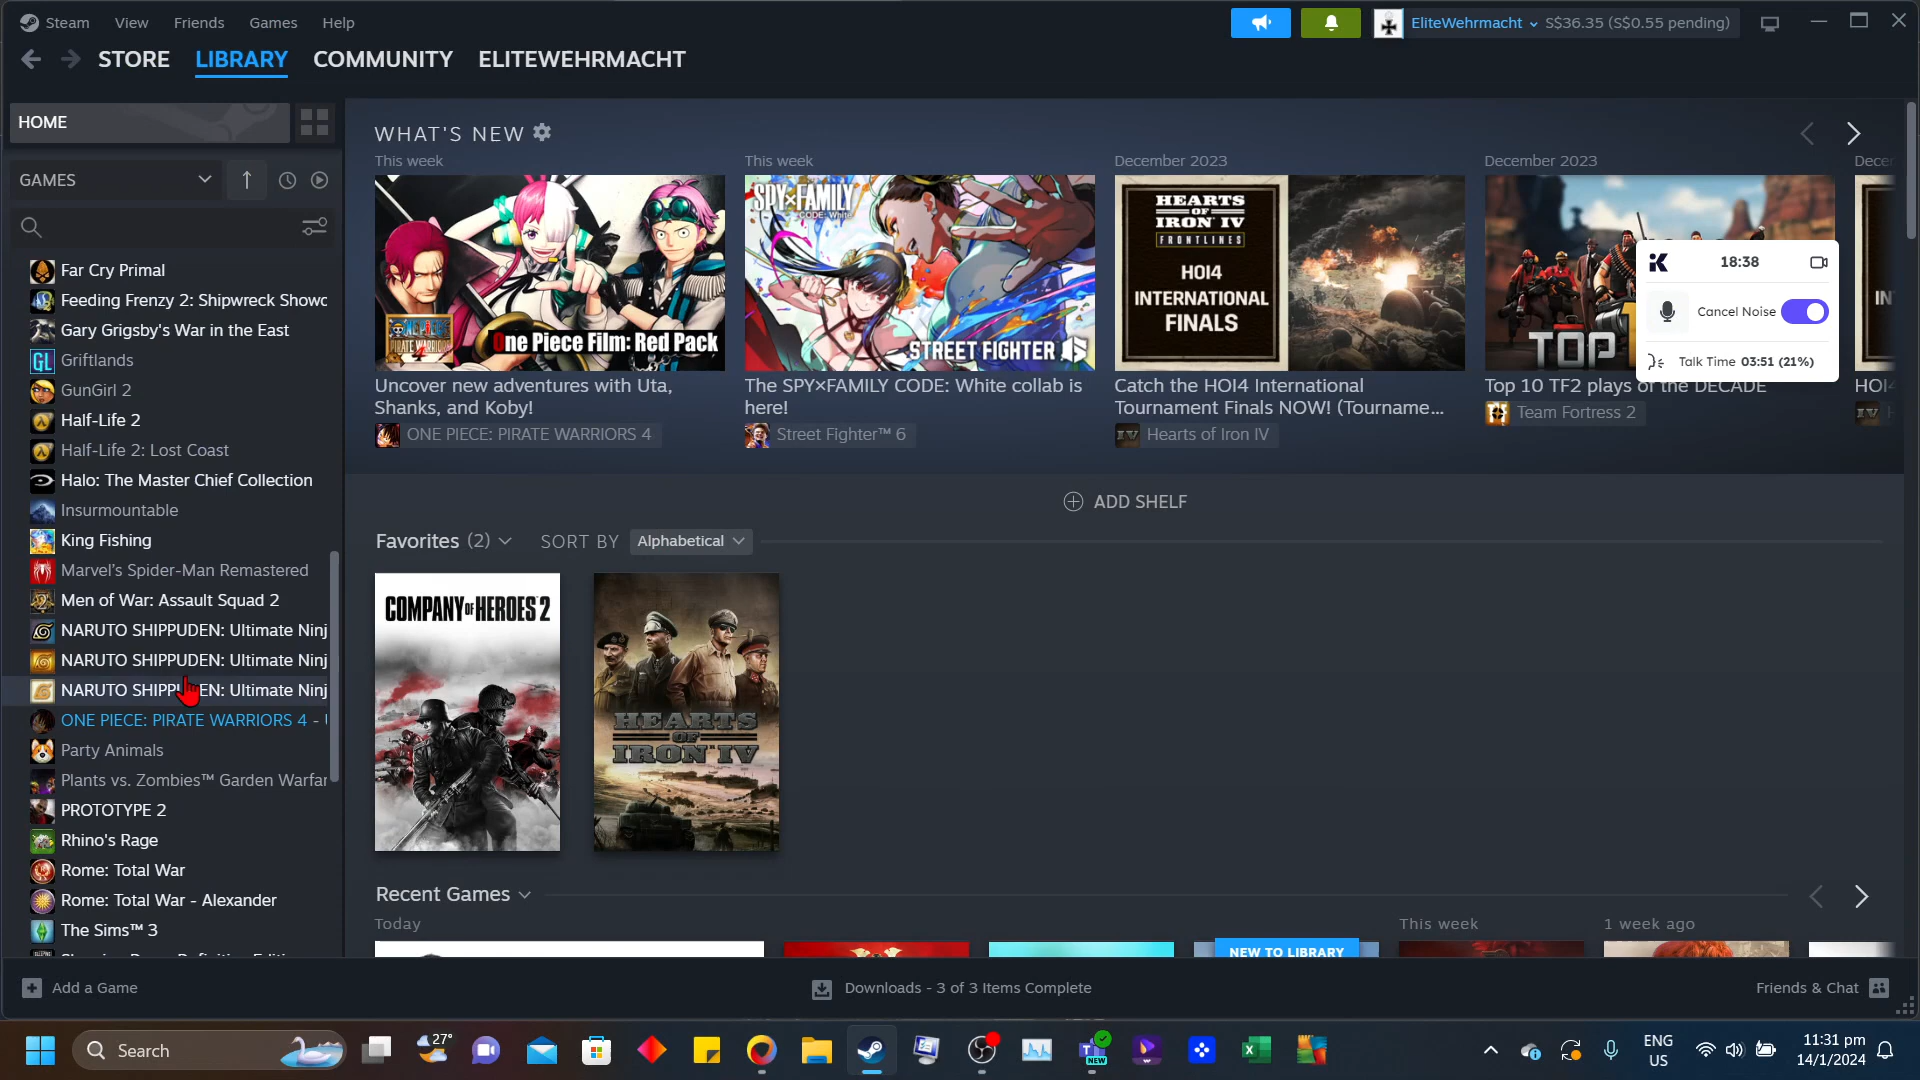 Steam View Friends Games Help
EliteWehrmacht S$36.35 (S$0.55 pending)
STORE LIBRARY COMMUNITY ELITEWEHRMACHT
HOME
GAMES
Far Cry Primal
Feeding Frenzy 2: Shipwreck Showd
Gary Grigsby's War in the East
Griftlands
GunGirl 2
Half-Life 2
Half-Life 2: Lost Coast
Halo: The Master Chief Collection
Insurmountable
King Fishing
Marvel's Spider-Man Remastered
Men of War: Assault Squad 2
NARUTO SHIPPUDEN: Ultimate Ninj
NARUTO SHIPPUDEN: Ultimate Ninj
NARUTO SHIPPUDEN: Ultimate Ninj
ONE PIECE: PIRATE WARRIORS 4 -
Party Animals
Plants vs. Zombies™ Garden Warfar
PROTOTYPE 2
Rhino's Rage
Rome: Total War
Rome: Total War - Alexander
The Sims™ 3
WHAT'S NEW
This week
One Piece Film: Red Pack
Uncover new adventures with Uta,
Shanks, and Koby!
ONE PIECE: PIRATE WARRIORS 4
This week
SPY×FAMILY
CODE: White
STREET FIGHTER 6
The SPY×FAMILY CODE: White collab is
here!
Street Fighter™ 6
December 2023
HEARTS
OF
IRON IV
FRONTLINES
HOI4
INTERNATIONAL
FINALS
Catch the HOI4 International
Tournament Finals NOW! (Tourname...
Hearts of Iron IV
December 2023
TOP 1
Top 10 TF2 plays of the DECADE
Team Fortress 2
Decer
IN
HOI4
18:38
Cancel Noise
Talk Time 03:51 (21%)
ADD SHELF
Favorites (2) SORT BY Alphabetical
COMPANY OF HEROES 2
HEARTS
OF
IRON IV
Recent Games
Today
This week
1 week ago
NEW TO LIBRARY
Add a Game
Downloads - 3 of 3 Items Complete
Friends & Chat
Search
27°
NEW
ENG
US
11:31 pm
14/1/2024